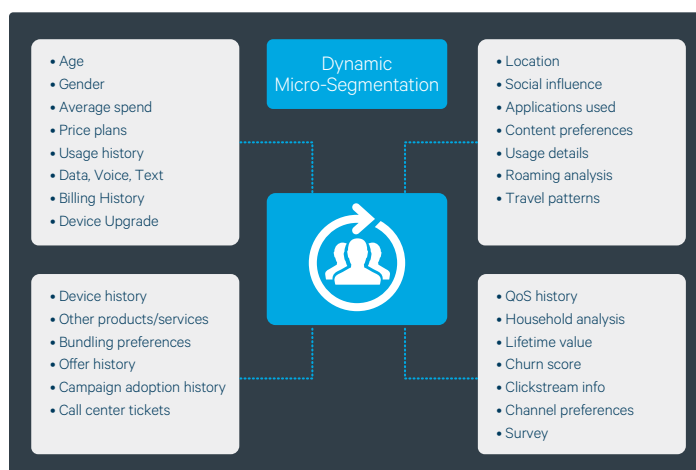 Dynamic
Micro-Segmentation
• Age
• Gender
• Average spend
• Price plans
• Usage history
• Data, Voice, Text
• Billing History
• Device Upgrade
• Location
• Social influence
• Applications used
• Content preferences
• Usage details
• Roaming analysis
• Travel patterns
• Device history
• Other products/services
• Bundling preferences
• Offer history
• Campaign adoption history
• Call center tickets
• QoS history
• Household analysis
• Lifetime value
• Churn score
• Clickstream info
• Channel preferences
• Survey